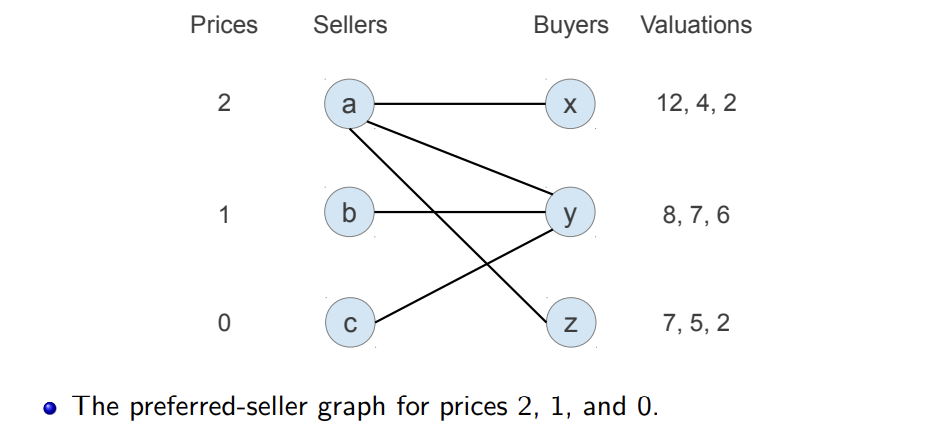 Prices Sellers Buyers Valuations
2 a x 12, 4, 2
1 b y 8, 7, 6
0 c z 7, 5, 2
The preferred-seller graph for prices 2, 1, and 0.